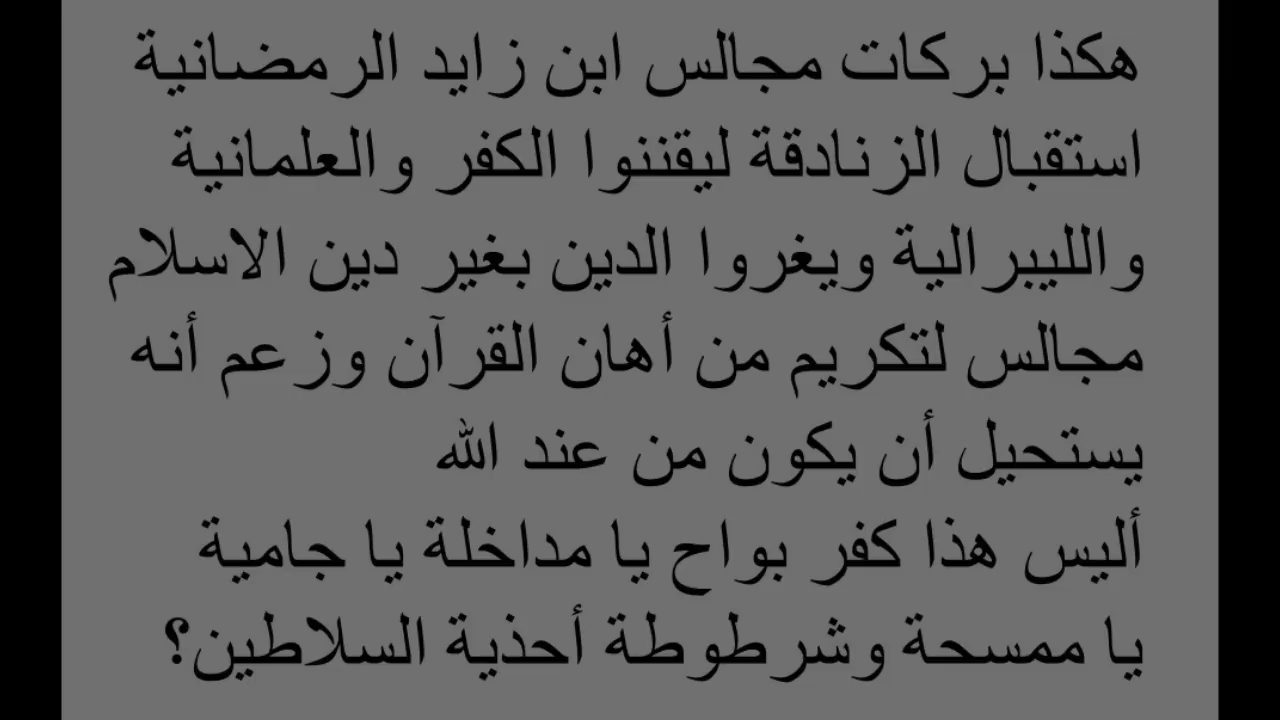 هكذا بركات مجالس ابن زايد الرمضانية
استقبال الزنادقة ليقننوا الكفر والعلمانية
والليبرالية ويغروا الدين بغير دين الاسلام
مجالس لتكريم من أهان القرآن وزعم أنه
يستحيل أن يكون من عند الله
أليس هذا كفر بواح يا مداخلة يا جامية
يا ممسحة وشرطوطة أحذية السلاطين؟